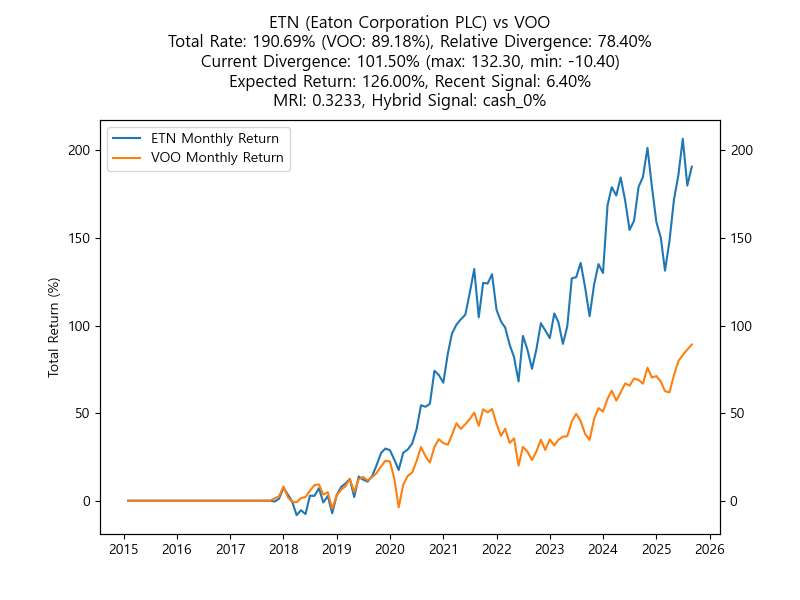 ETN (Eaton Corporation PLC) vs VOO
Total Rate: 190.69% (VOO: 89.18%), Relative Divergence: 78.40%
Current Divergence: 101.50% (max: 132.30, min: -10.40)
Expected Return: 126.00%, Recent Signal: 6.40%
MRI: 0.3233, Hybrid Signal: cash_0%
ETN Monthly Return
VOO Monthly Return
Total Return (%)
200
150
100
50
0
200
150
100
50
0
2015 2016 2017 2018 2019 2020 2021 2022 2023 2024 2025 2026